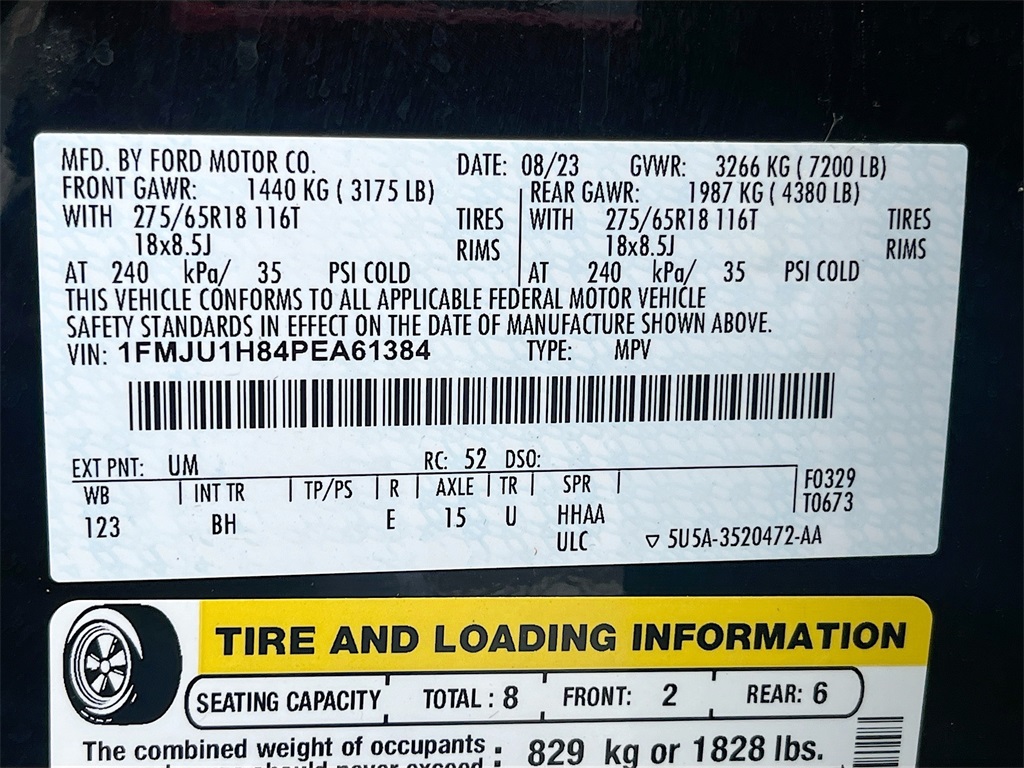 MFD. BY FORD MOTOR CO. DATE: 08/23 GVWR: 3266 KG ( 7200 LB)
FRONT GAWR: 1440 KG ( 3175 LB) REAR GAWR: 1987 KG ( 4380 LB)
WITH 275/65R18 116T TIRES WITH 275/65R18 116T TIRES
18x8.5J RIMS 18x8.5J RIMS
AT 240 kPa/ 35 PSI COLD AT 240 kPa/ 35 PSI COLD
THIS VEHICLE CONFORMS TO ALL APPLICABLE FEDERAL MOTOR VEHICLE
SAFETY STANDARDS IN EFFECT ON THE DATE OF MANUFACTURE SHOWN ABOVE.
VIN: 1FMJU1H84PEA61384 TYPE: MPV
EXT PNT: UM RC: 52 DSO:
WB INT TR TP/PS R AXLE TR SPR F0329
123 BH E 15 U HHAA T0673
ULC 5U5A-3520472-AA
TIRE AND LOADING INFORMATION
SEATING CAPACITY TOTAL : 8 FRONT: 2 REAR: 6
The combined weight of occupants : 829 kg or 1828 lbs.
should never exceed